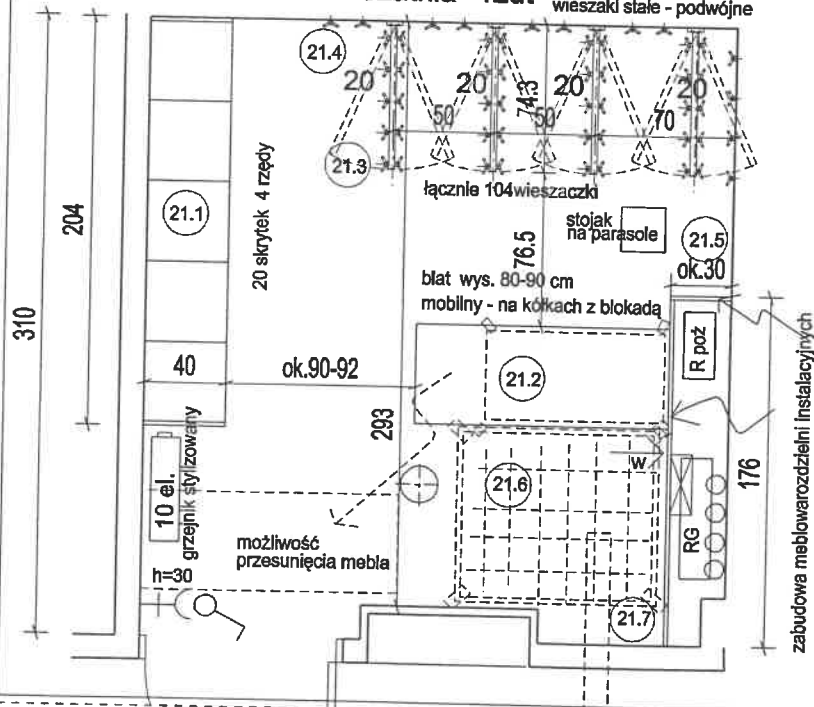 wieszaki stałe - podwójne
21.4
20
20
20
20
74.3
50
50
70
21.3
łącznie 104wieszaczki
21.1
204
20 skrytek 4 rzędy
stojak
na parasole
21.5
76.5
ok.30
blat wys. 80-90 cm
mobilny - na kółkach z blokadą
310
R poż
40
ok.90-92
21.2
293
176
zabudowa meblowarozdzielni instalacyjnych
10 el.
grzejnik stylizowany
w
21.6
RG
możliwość
przesunięcia mebla
h=30
21.7